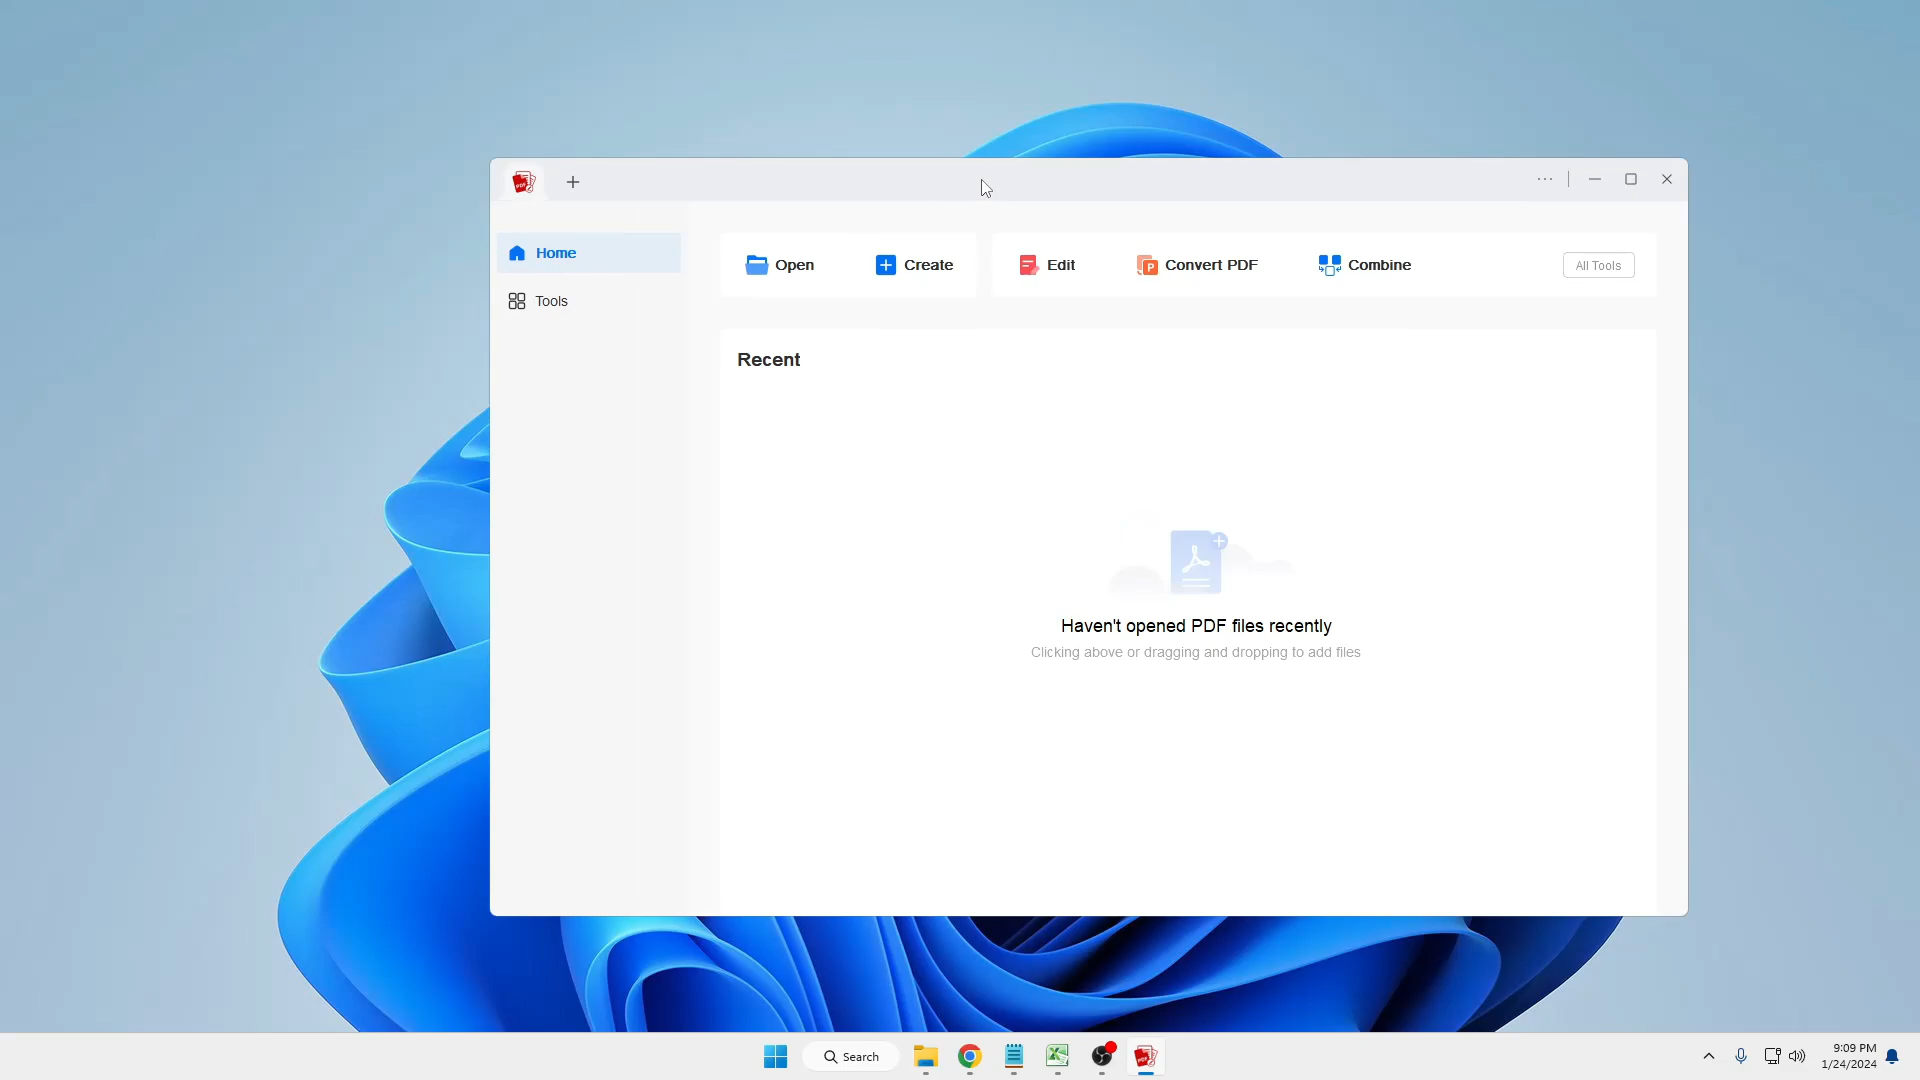 Home
Tools
Open
Create
Edit
Convert PDF
Combine
All Tools
Recent
Haven't opened PDF files recently
Clicking above or dragging and dropping to add files
Search
9:09 PM
1/24/2024